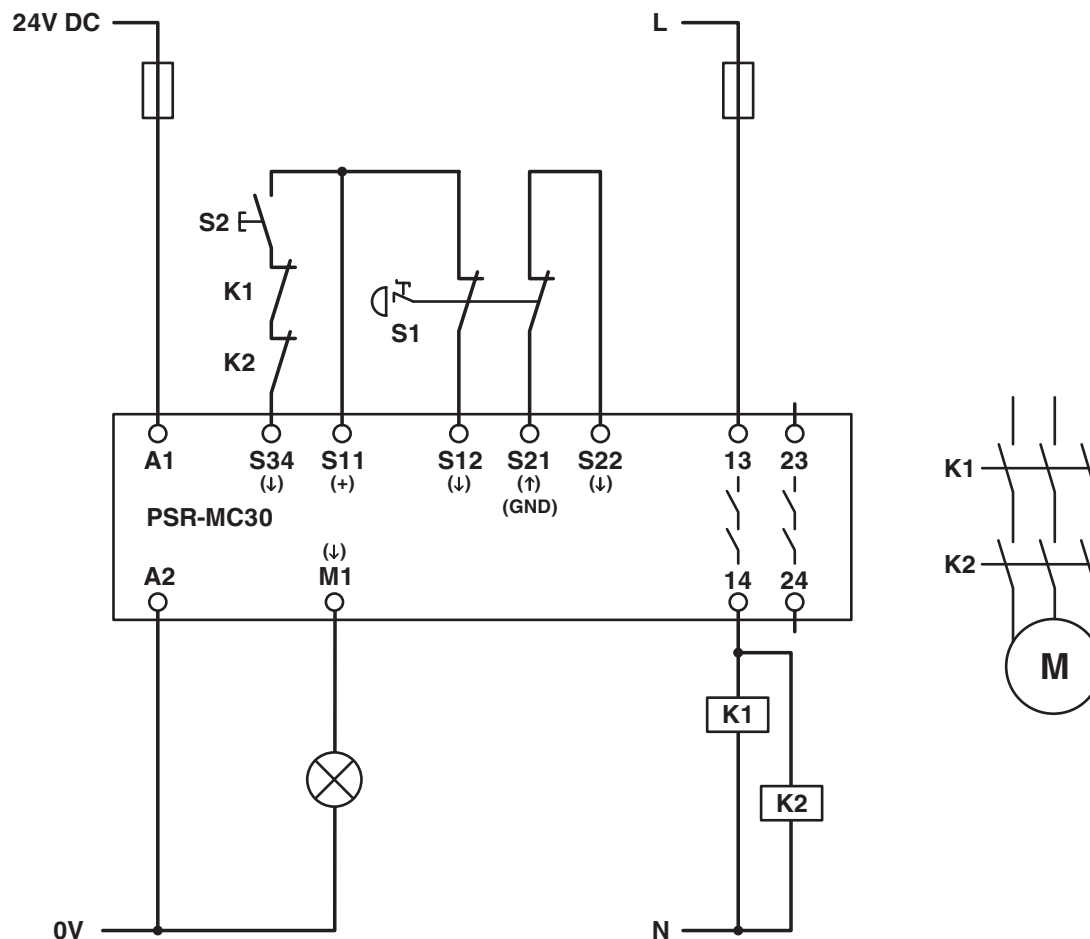 24V DC
L
S2
K1
S1
K2
A1
S34
S11
S12
S21
S22
13
23
(↓)
(+)
(↓)
(↑)
(↓)
(GND)
PSR-MC30
(↓)
A2
M1
14
24
K1
K2
M
K1
K2
0V
N